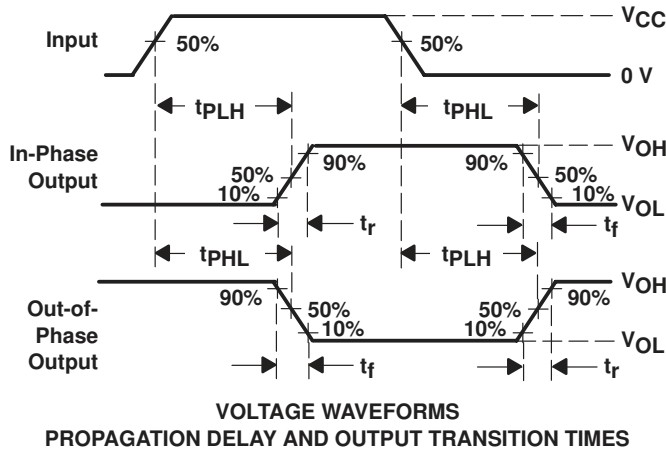 VCC
Input
50%
50%
0 V
tPLH
tPHL
In-Phase
Output
VOH
90%
90%
50%
50%
10%
10%
VOL
tr
tf
tPHL
tPLH
Out-of-
Phase
Output
VOH
90%
90%
50%
50%
10%
10%
VOL
tf
tr
VOLTAGE WAVEFORMS
PROPAGATION DELAY AND OUTPUT TRANSITION TIMES